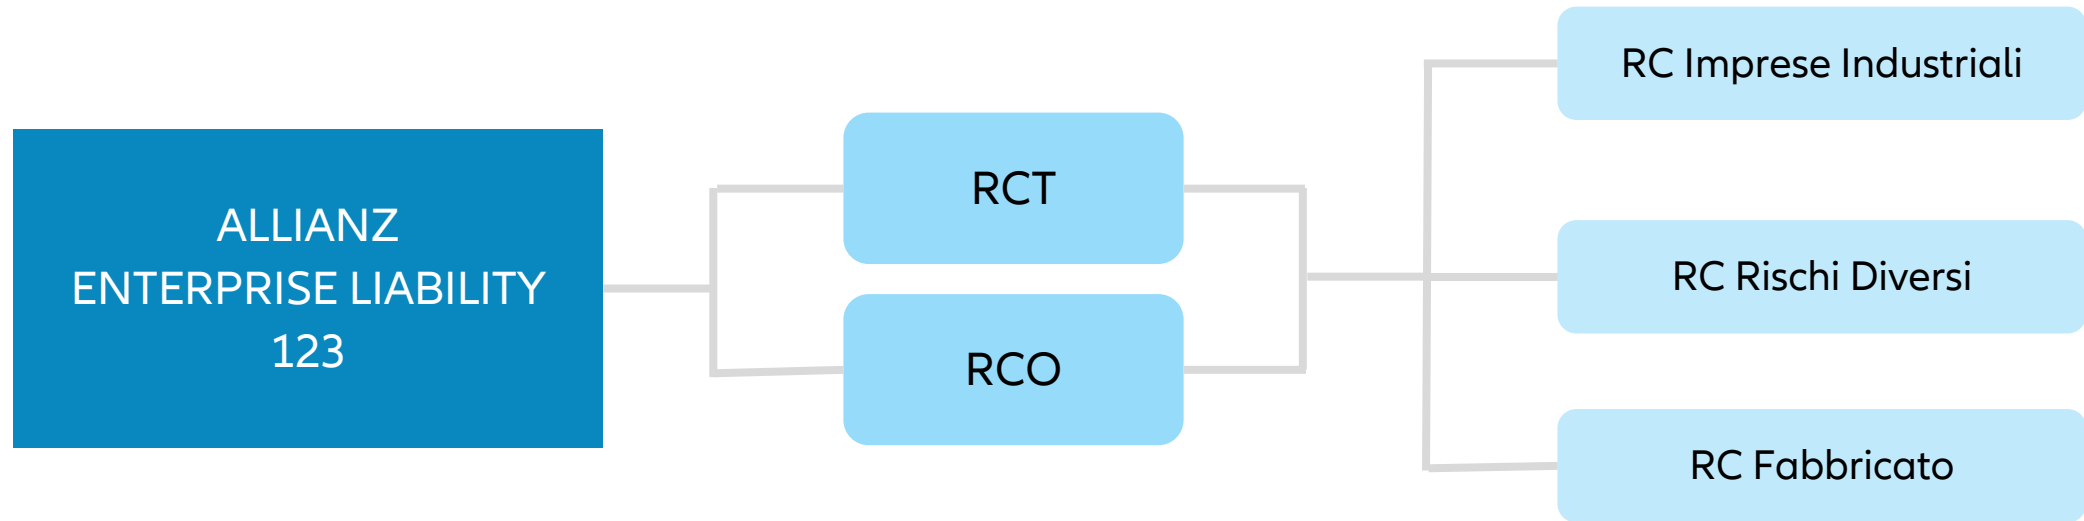 ALLIANZ
ENTERPRISE LIABILITY
123
RCT
RCO
RC Imprese Industriali
RC Rischi Diversi
RC Fabbricato